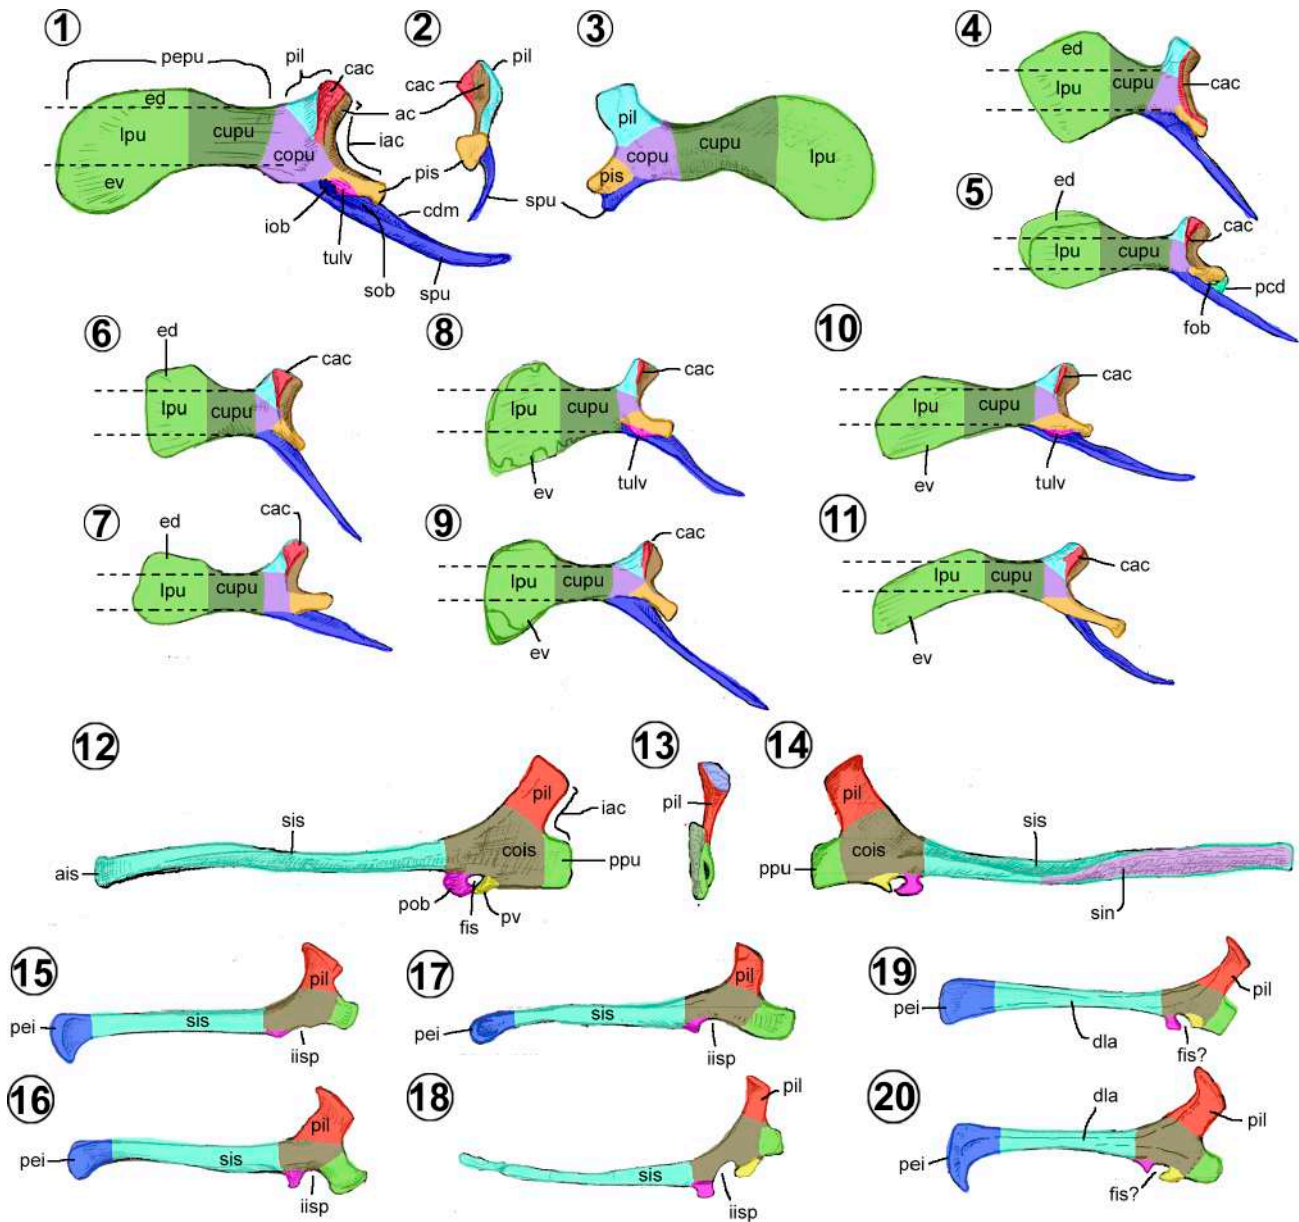 1
pepu
pil
cac
ed
ac
lpu
cupu
iac
copu
ev
pis
iob
cdm
tulv
sob
spu
2
pil
cac
spu
3
pil
cupu
copu
lpu
pis
4
ed
cac
lpu
cupu
5
ed
cac
lpu
cupu
pcd
fob
6
ed
cac
lpu
cupu
7
ed
cac
lpu
cupu
8
cac
lpu
cupu
ev
tulv
9
cac
lpu
cupu
ev
10
cac
lpu
cupu
ev
tulv
11
lpu
cupu
cac
ev
12
pil
iac
sis
cois
ais
ppu
pob
fis
pv
13
pil
14
pil
sis
ppu
cois
sin
15
pil
pei
sis
iisp
16
pil
pei
sis
iisp
17
pil
pei
sis
iisp
18
pil
sis
iisp
19
pei
pil
dla
fis?
20
dla
pei
pil
fis?